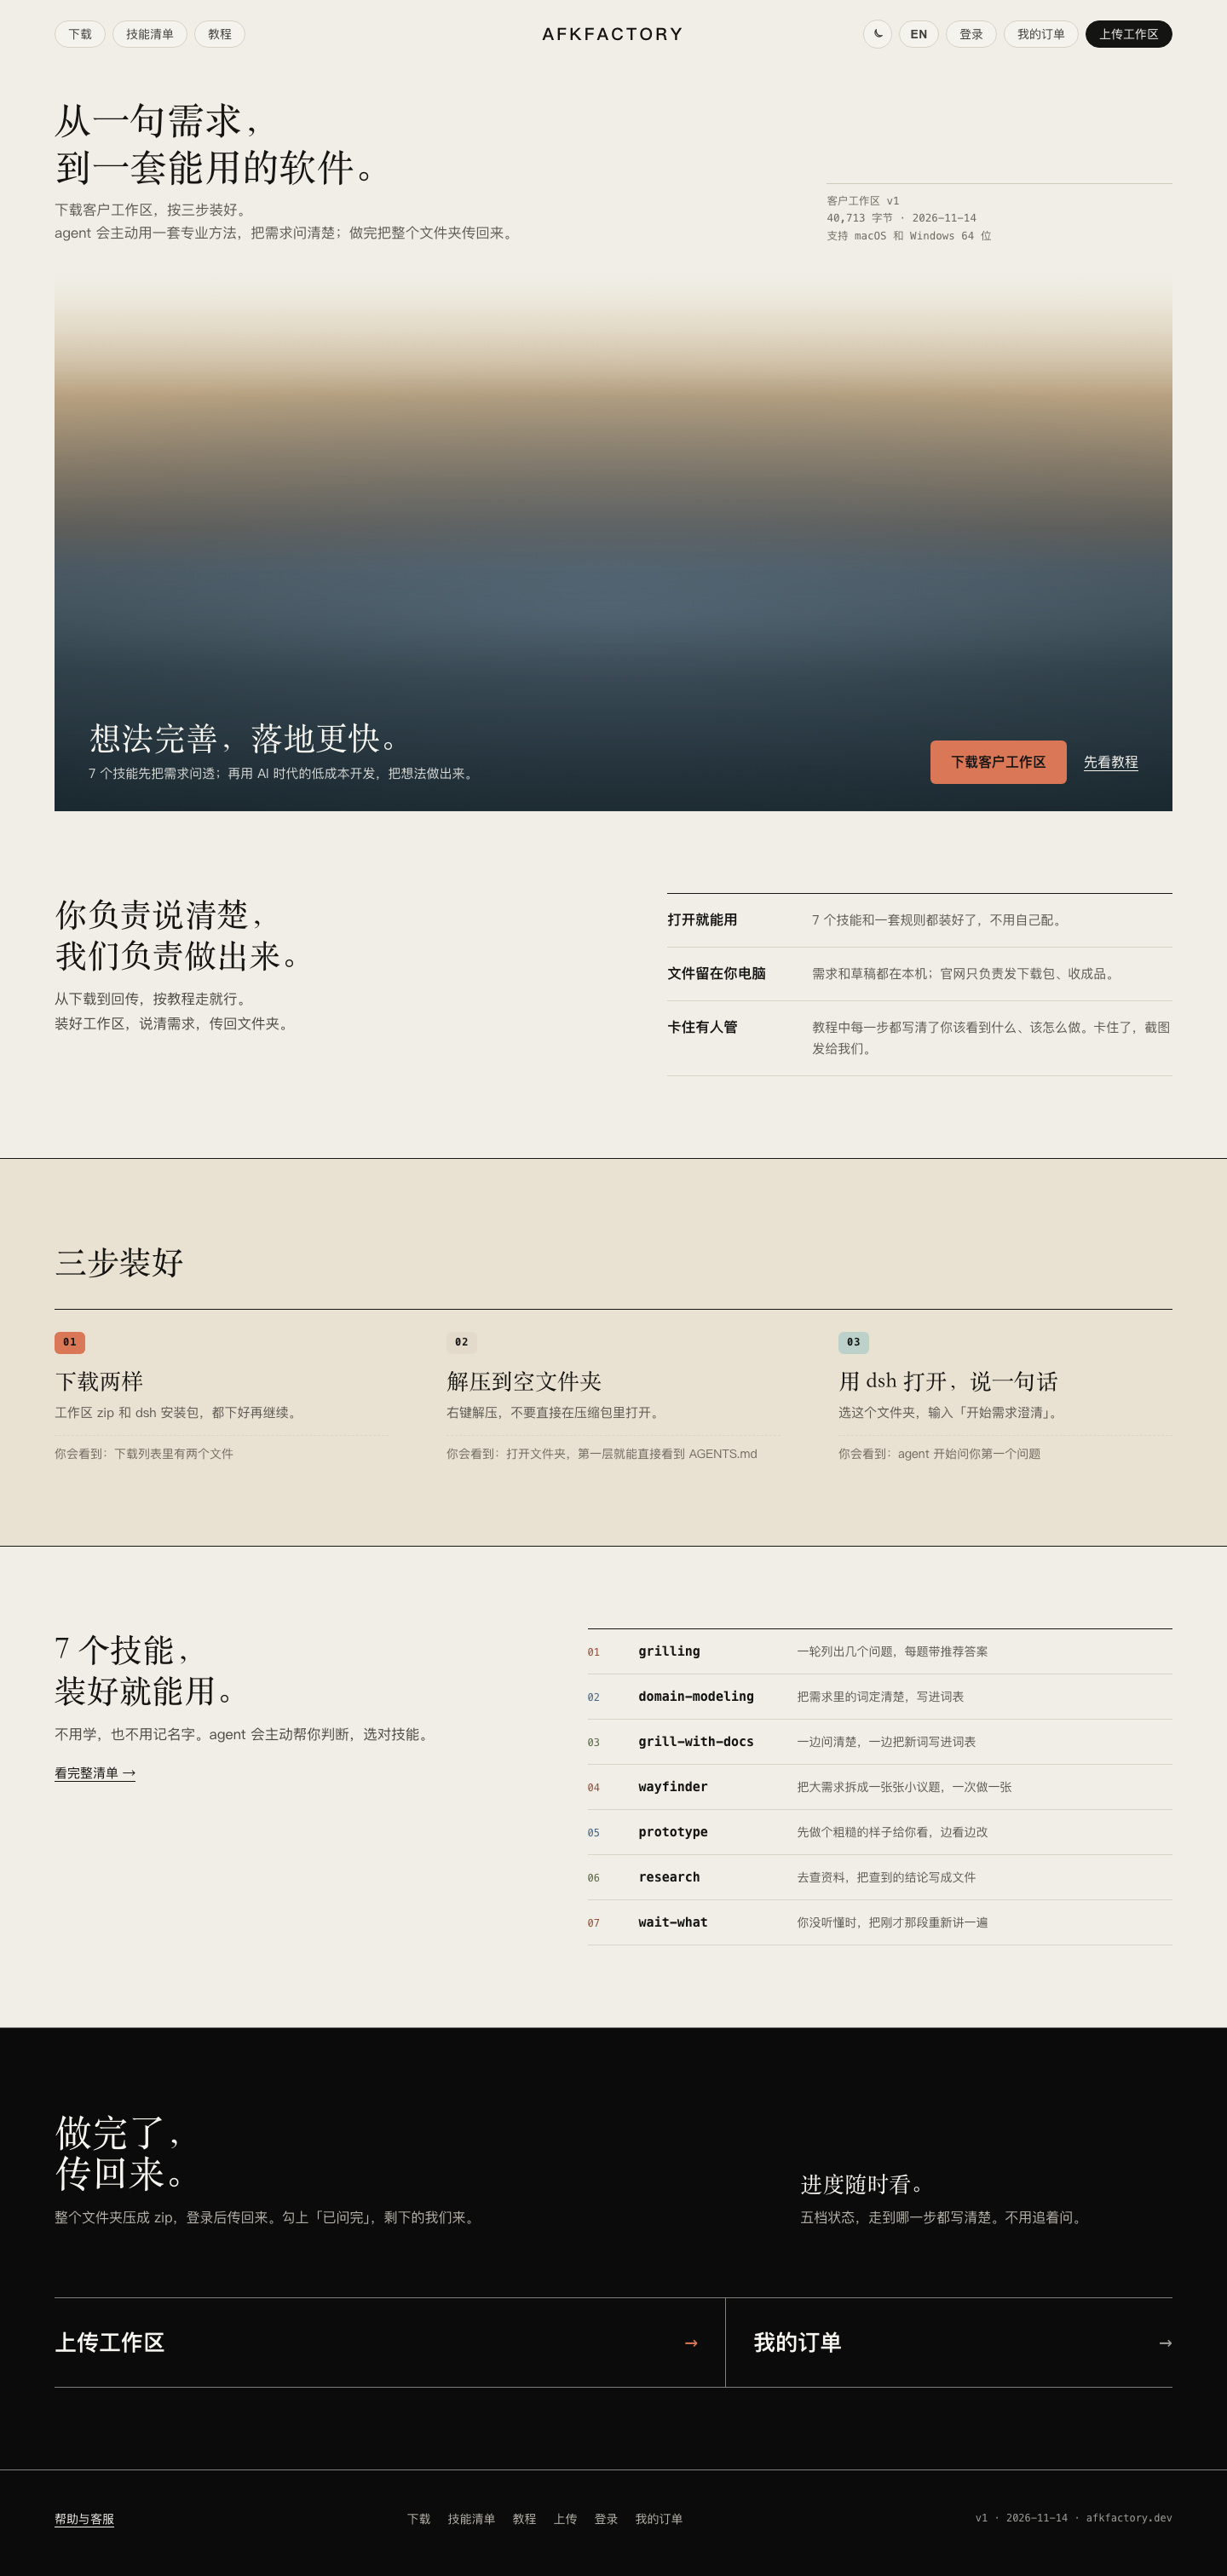 下载
技能清单
教程
AFKFACTORY
EN
登录
我的订单
上传工作区
从一句需求，
到一套能用的软件。
下载客户工作区，按三步装好。
agent 会主动用一套专业方法，把需求问清楚；做完把整个文件夹传回来。
客户工作区 v1
40,713 字节 · 2026-11-14
支持 macOS 和 Windows 64 位
想法完善，落地更快。
7 个技能先把需求问透；再用 AI 时代的低成本开发，把想法做出来。
下载客户工作区
先看教程
你负责说清楚，
我们负责做出来。
从下载到回传，按教程走就行。
装好工作区，说清需求，传回文件夹。
打开就能用
7 个技能和一套规则都装好了，不用自己配。
文件留在你电脑
需求和草稿都在本机；官网只负责发下载包、收成品。
卡住有人管
教程中每一步都写清了你该看到什么、该怎么做。卡住了，截图
发给我们。
三步装好
01
下载两样
工作区 zip 和 dsh 安装包，都下好再继续。
你会看到：下载列表里有两个文件
02
解压到空文件夹
右键解压，不要直接在压缩包里打开。
你会看到：打开文件夹，第一层就能直接看到 AGENTS.md
03
用 dsh 打开，说一句话
选这个文件夹，输入「开始需求澄清」。
你会看到：agent 开始问你第一个问题
7 个技能，
装好就能用。
不用学，也不用记名字。agent 会主动帮你判断，选对技能。
看完整清单 →
01 grilling 一轮列出几个问题，每题带推荐答案
02 domain-modeling 把需求里的词定清楚，写进词表
03 grill-with-docs 一边问清楚，一边把新词写进词表
04 wayfinder 把大需求拆成一张张小议题，一次做一张
05 prototype 先做个粗糙的样子给你看，边看边改
06 research 去查资料，把查到的结论写成文件
07 wait-what 你没听懂时，把刚才那段重新讲一遍
做完了，
传回来。
整个文件夹压成 zip，登录后传回来。勾上「已问完」，剩下的我们来。
进度随时看。
五档状态，走到哪一步都写清楚。不用追着问。
上传工作区 →
我的订单 →
帮助与客服
下载 技能清单 教程 上传 登录 我的订单
v1 · 2026-11-14 · afkfactory.dev